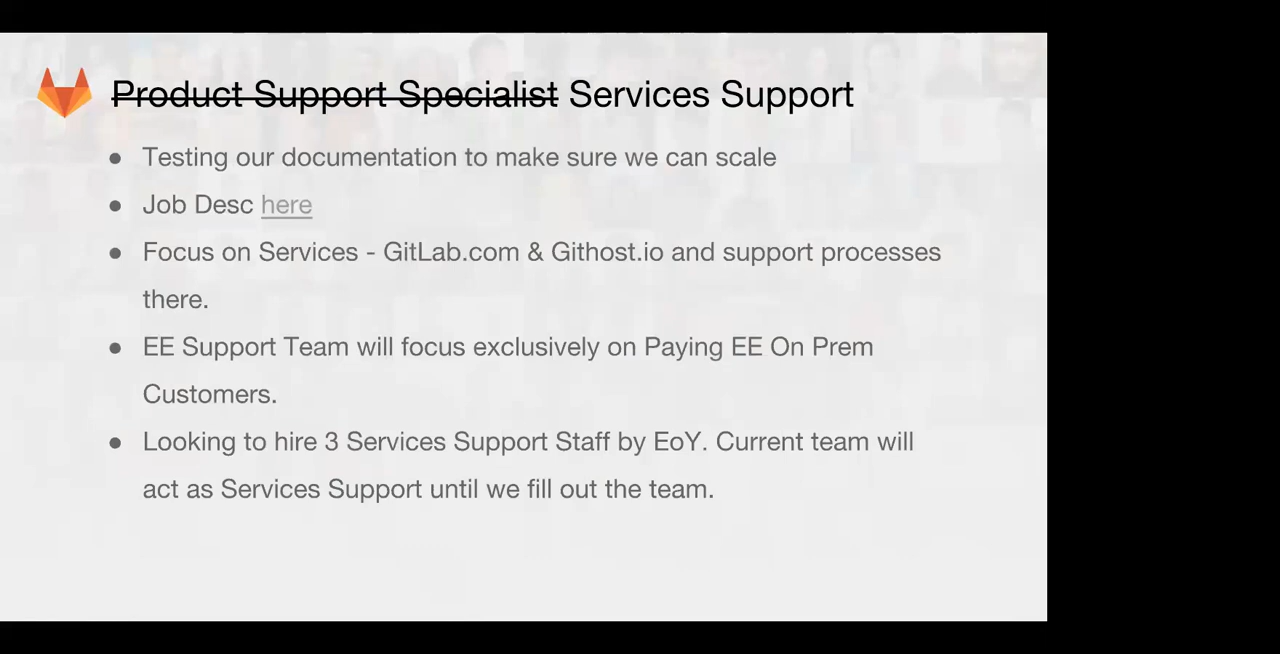 Product Support Specialist Services Support
● Testing our documentation to make sure we can scale
● Job Desc here
● Focus on Services - GitLab.com & Githost.io and support processes
there.
● EE Support Team will focus exclusively on Paying EE On Prem
Customers.
● Looking to hire 3 Services Support Staff by EoY. Current team will
act as Services Support until we fill out the team.